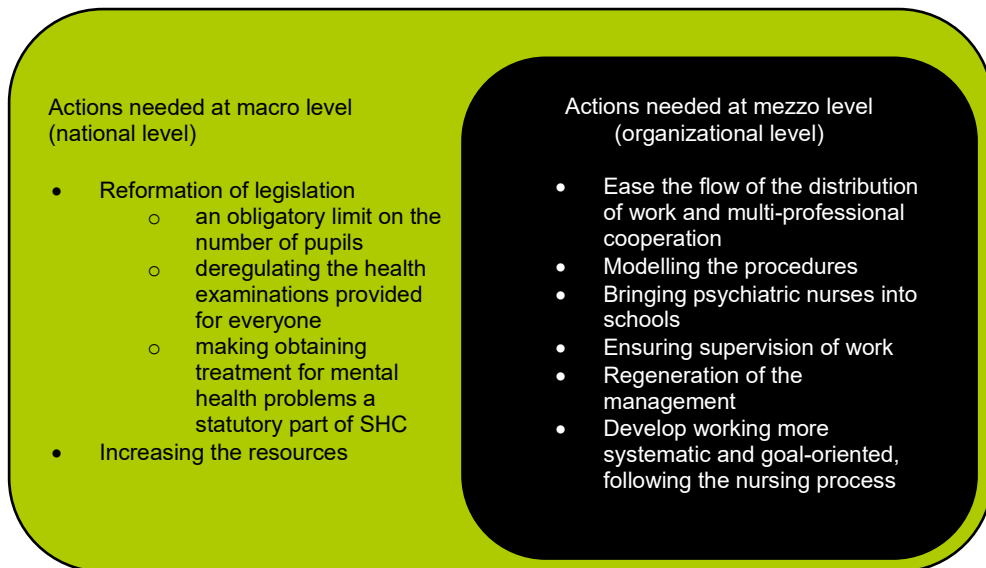 Actions needed at macro level
(national level)
• Reformation of legislation
o an obligatory limit on the
number of pupils
o deregulating the health
examinations provided
for everyone
o making obtaining
treatment for mental
health problems a
statutory part of SHC
• Increasing the resources
Actions needed at mezzo level
(organizational level)
• Ease the flow of the distribution
of work and multi-professional
cooperation
• Modelling the procedures
• Bringing psychiatric nurses into
schools
• Ensuring supervision of work
• Regeneration of the
management
• Develop working more
systematic and goal-oriented,
following the nursing process